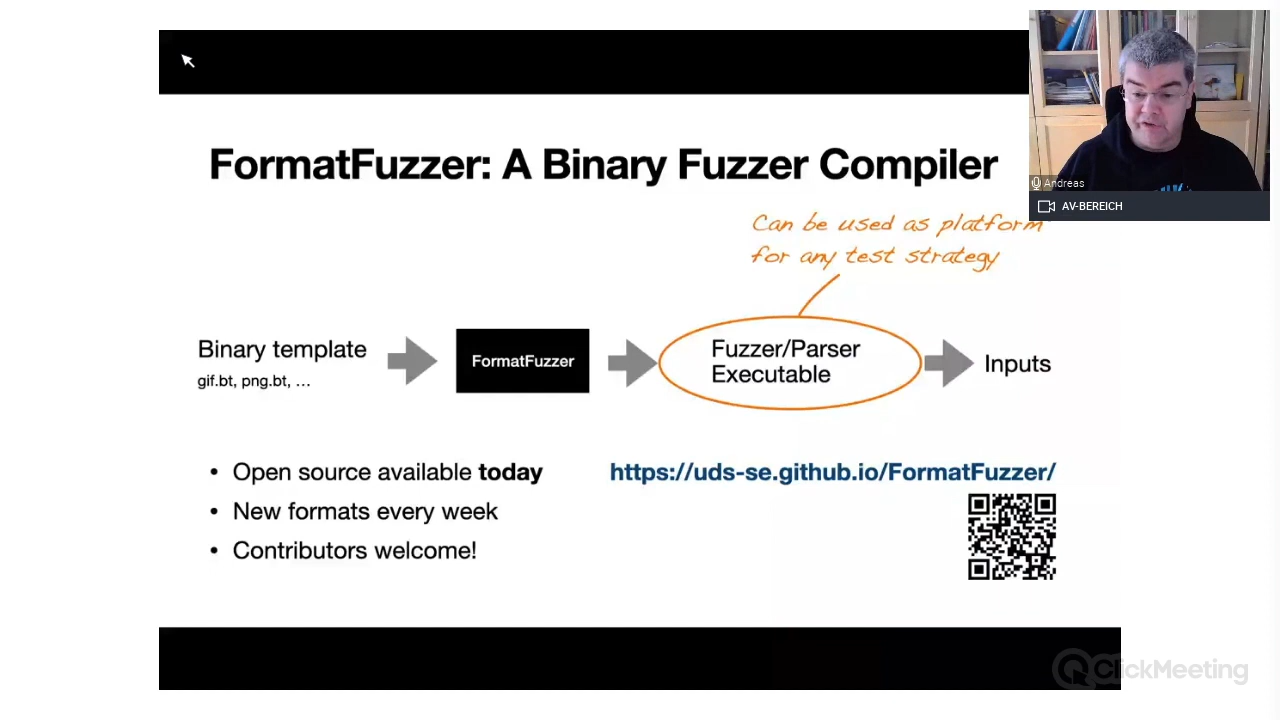 FormatFuzzer: A Binary Fuzzer Compiler
Andreas
AV-BEREICH
Can be used as platform
for any test strategy
Binary template
gif.bt, png.bt, …
FormatFuzzer
Fuzzer/Parser
Executable
Inputs
• Open source available today
• New formats every week
• Contributors welcome!
https://uds-se.github.io/FormatFuzzer/
ClickMeeting